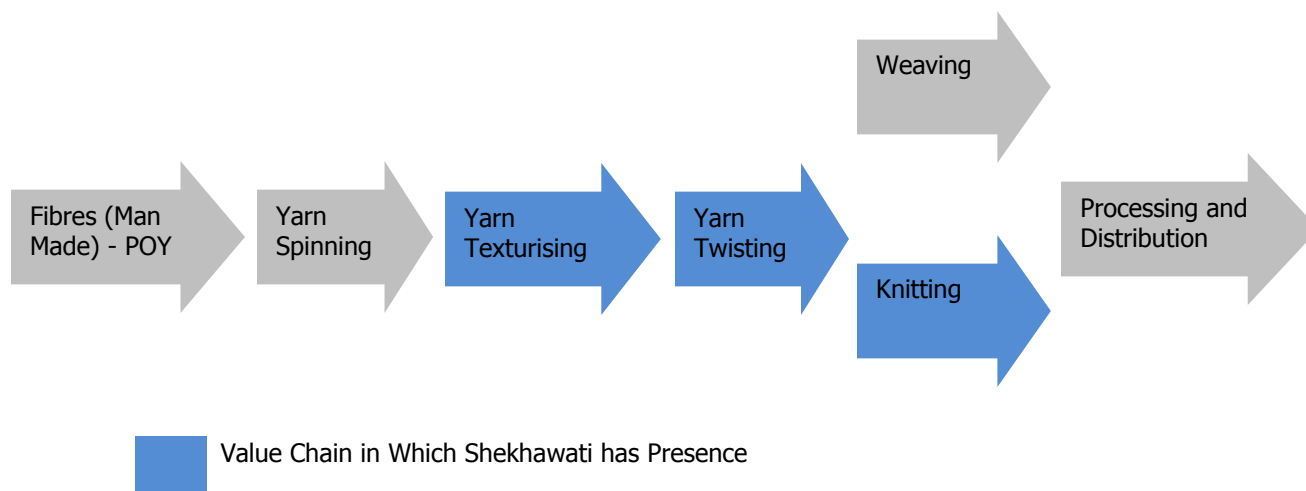 Fibres (Man
Made) - POY
Yarn
Spinning
Yarn
Texturising
Yarn
Twisting
Weaving
Knitting
Processing and
Distribution
Value Chain in Which Shekhawati has Presence